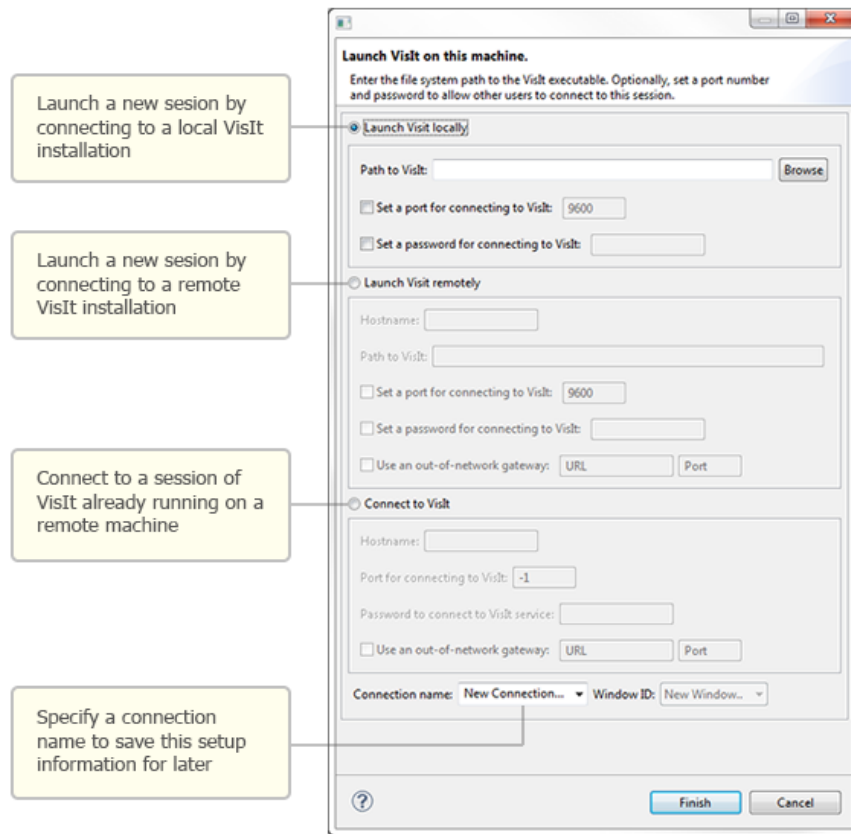 Launch VisIt on this machine.
Enter the file system path to the VisIt executable. Optionally, set a port number
and password to allow other users to connect to this session.
Launch a new sesion by
connecting to a local VisIt
installation
Launch Visit locally
Path to VisIt:
Browse
Set a port for connecting to VisIt: 9600
Set a password for connecting to VisIt:
Launch a new sesion by
connecting to a remote
VisIt installation
Launch Visit remotely
Hostname:
Path to VisIt:
Set a port for connecting to VisIt: 9600
Set a password for connecting to VisIt:
Use an out-of-network gateway: URL Port
Connect to a session of
VisIt already running on a
remote machine
Connect to VisIt
Hostname:
Port for connecting to VisIt: -1
Password to connect to VisIt service:
Use an out-of-network gateway: URL Port
Connection name: New Connection... Window ID: New Window..
Specify a connection
name to save this setup
information for later
? Finish Cancel